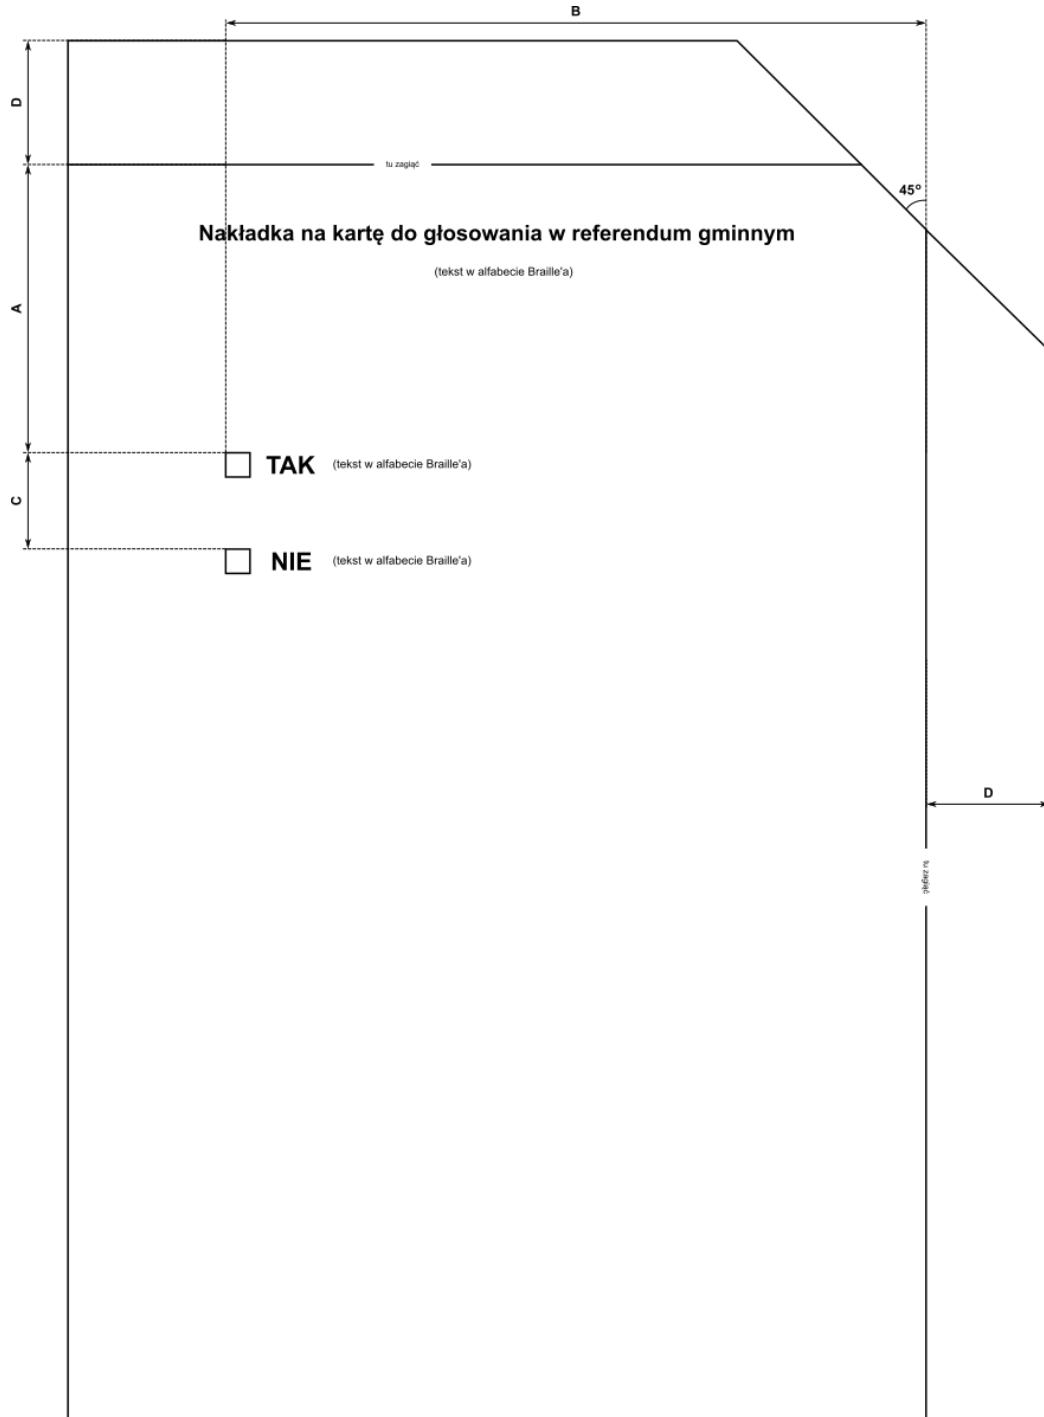 B
D
tu zagiąć
45°
Nakładka na kartę do głosowania w referendum gminnym
(tekst w alfabecie Braille'a)
A
TAK (tekst w alfabecie Braille'a)
C
NIE (tekst w alfabecie Braille'a)
D
tu zagiąć